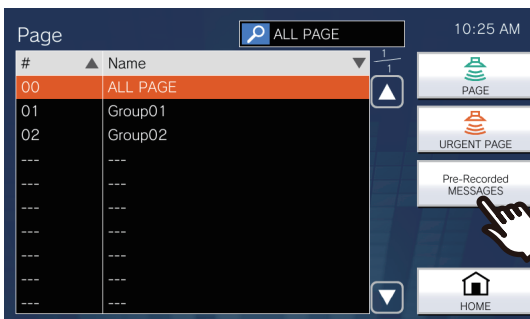 Page
ALL PAGE
10:25 AM
# Name
1
1
00 ALL PAGE
01 Group01
02 Group02
--- ---
--- ---
--- ---
--- ---
--- ---
--- ---
--- ---
PAGE
URGENT PAGE
Pre-Recorded
MESSAGES
HOME